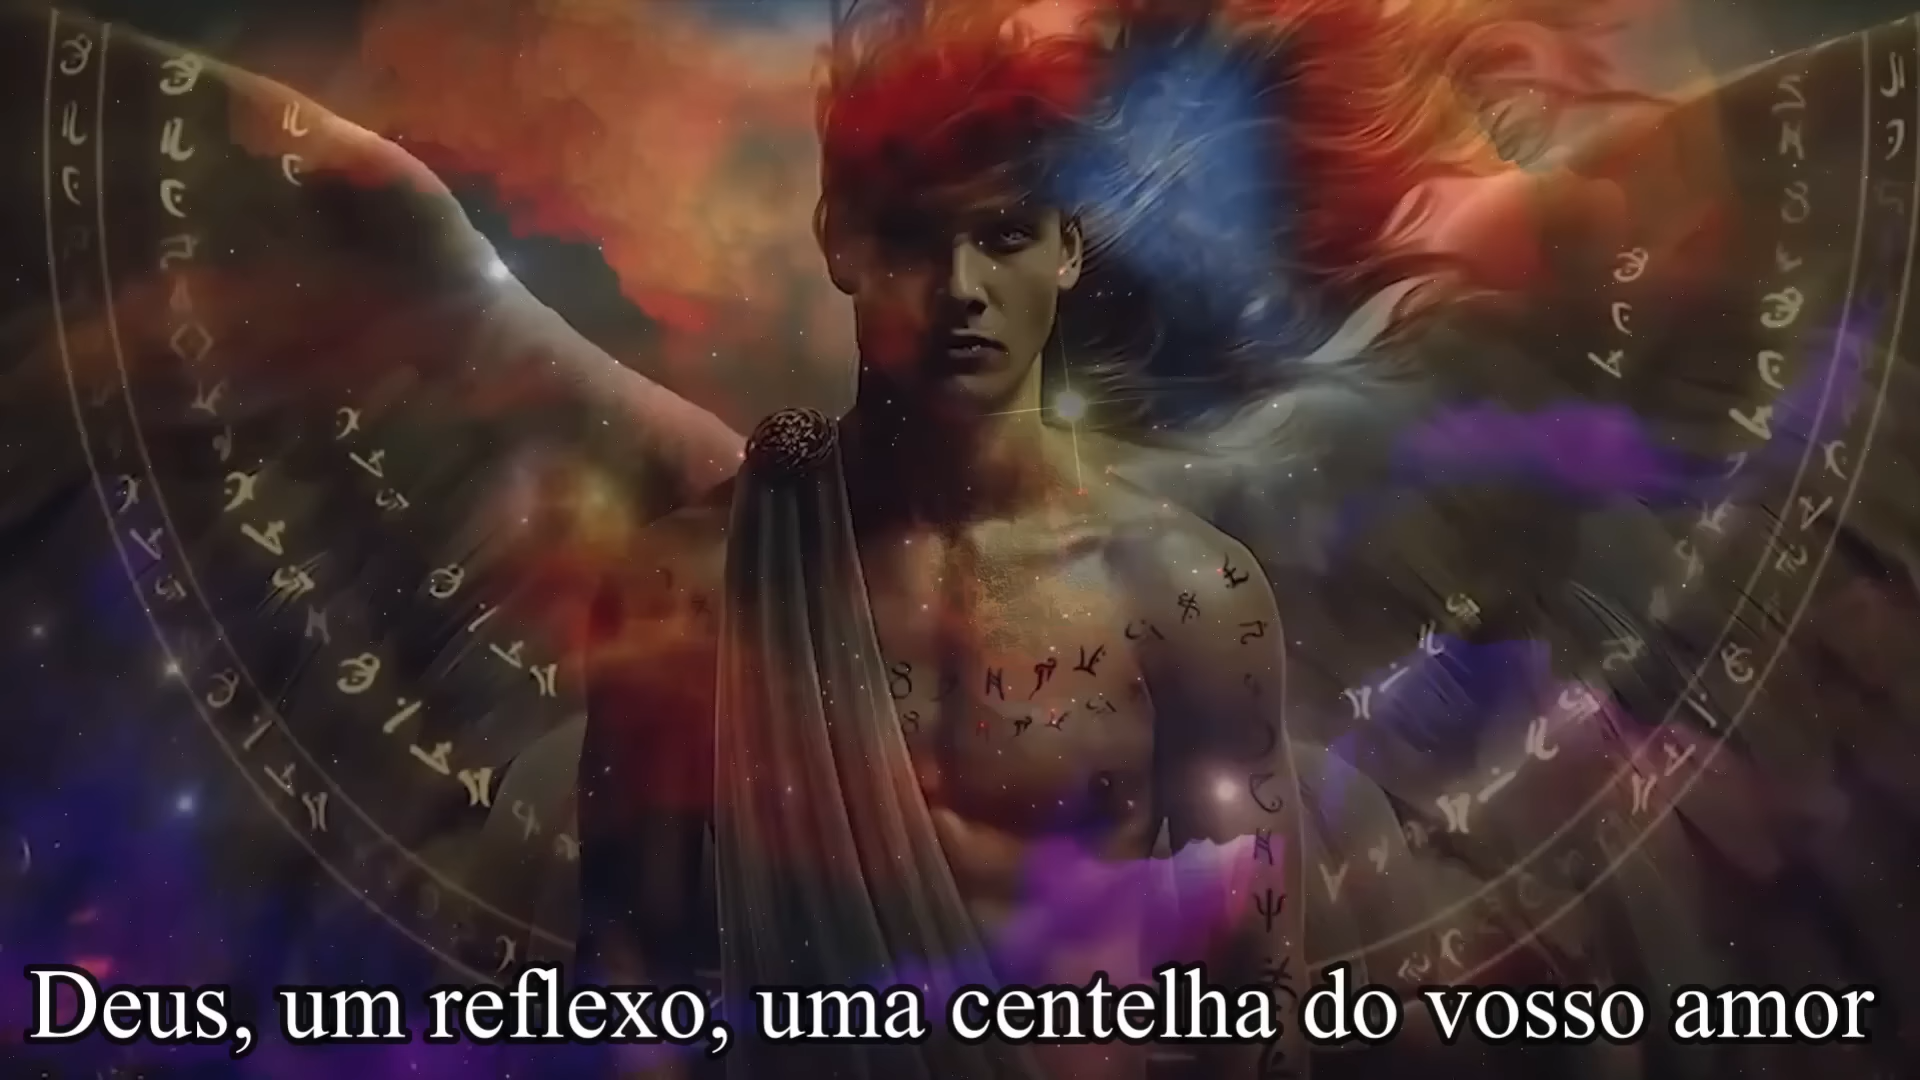 Deus, um reflexo, uma centelha do vosso amor